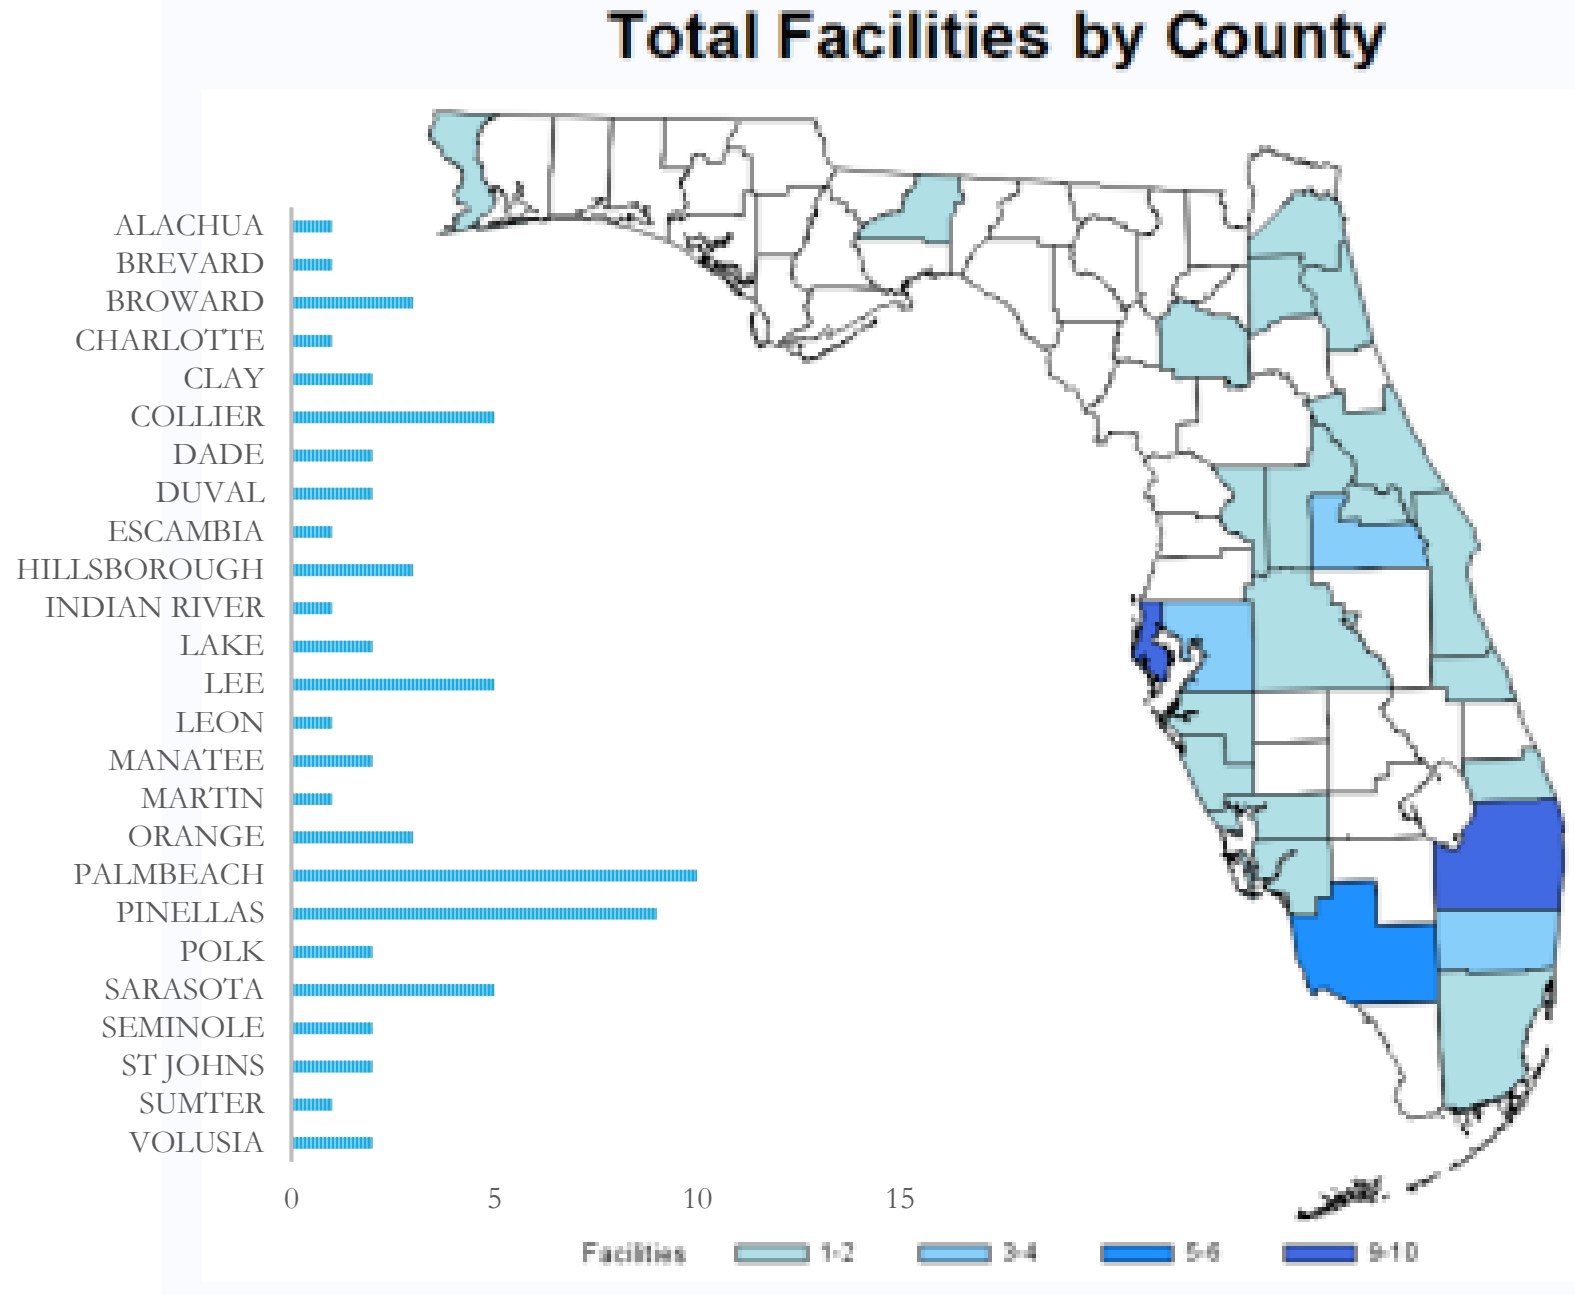 Total Facilities by County
ALACHUA
BREVARD
BROWARD
CHARLOTTE
CLAY
COLLIER
DADE
DUVAL
ESCAMBIA
HILLSBOROUGH
INDIAN RIVER
LAKE
LEE
LEON
MANATEE
MARTIN
ORANGE
PALMBEACH
PINELLAS
POLK
SARASOTA
SEMINOLE
ST JOHNS
SUMTER
VOLUSIA
0 5 10 15
Facilities 1-2 3-4 5-6 9-10